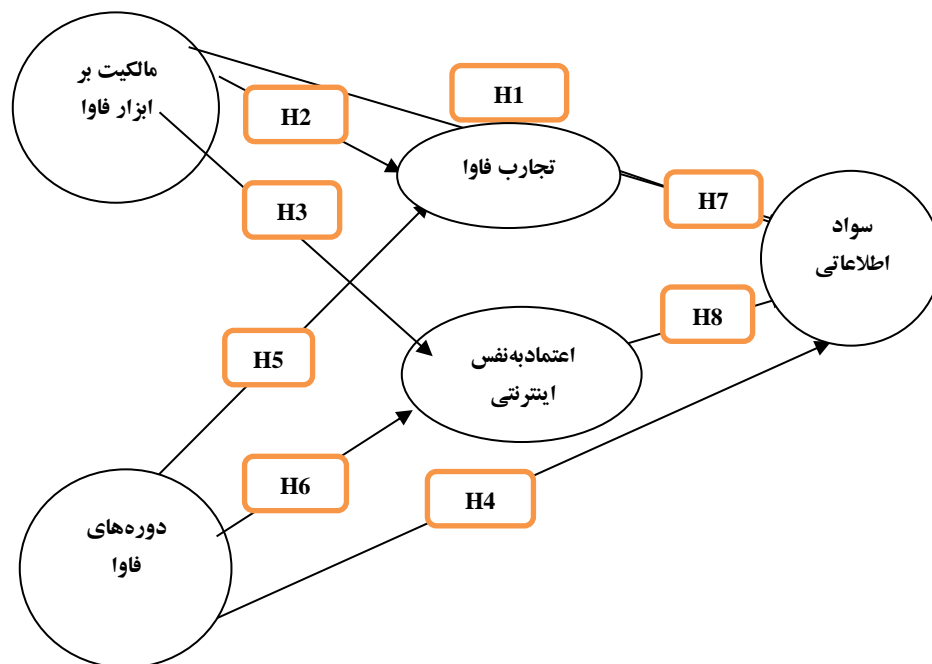 مالکیت بر
ابزار فاوا
H1
H2
تجارب فاوا
H7
H3
سواد
اطلاعاتی
H8
H5
اعتمادبه‌نفس
اینترنتی
H6
H4
دوره‌های
فاوا